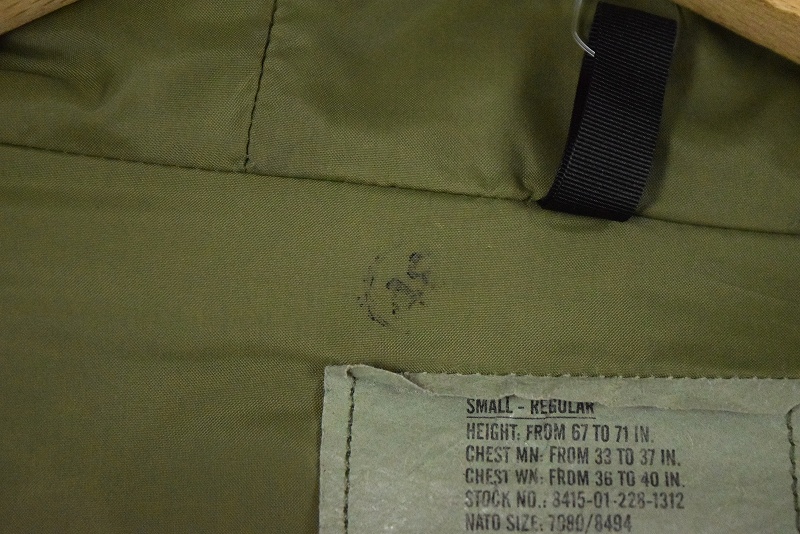 SMALL - REGULAR
HEIGHT: FROM 67 TO 71 IN.
CHEST MN: FROM 33 TO 37 IN.
CHEST WN: FROM 36 TO 40 IN.
STOCK NO.: 8415-01-228-1312
NATO SIZE: 7080/8494